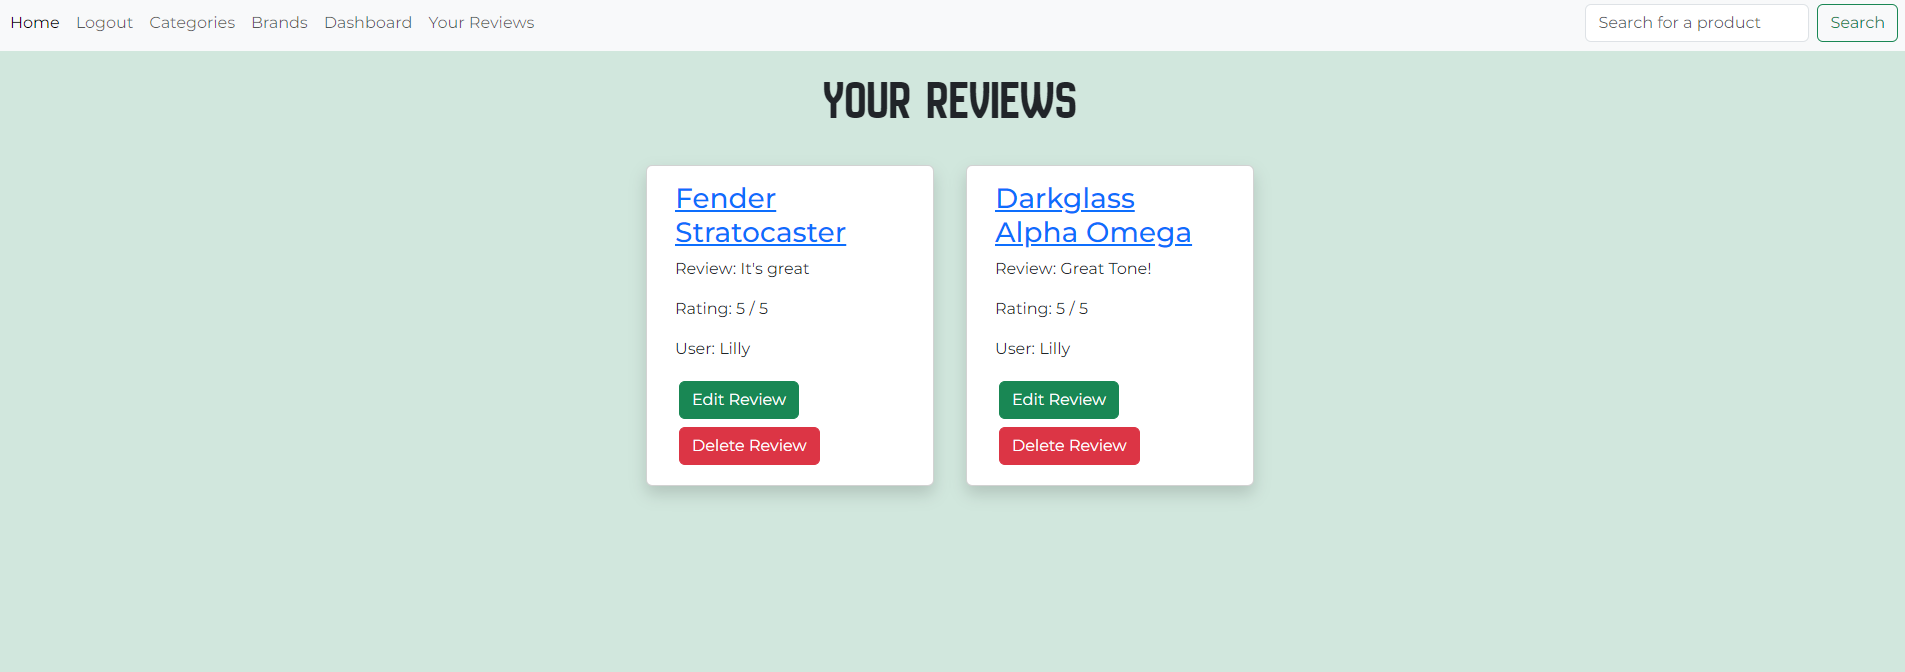 Home Logout Categories Brands Dashboard Your Reviews Search for a product Search
YOUR REVIEWS
Fender
Stratocaster
Review: It's great
Rating: 5 / 5
User: Lilly
Edit Review
Delete Review
Darkglass
Alpha Omega
Review: Great Tone!
Rating: 5 / 5
User: Lilly
Edit Review
Delete Review